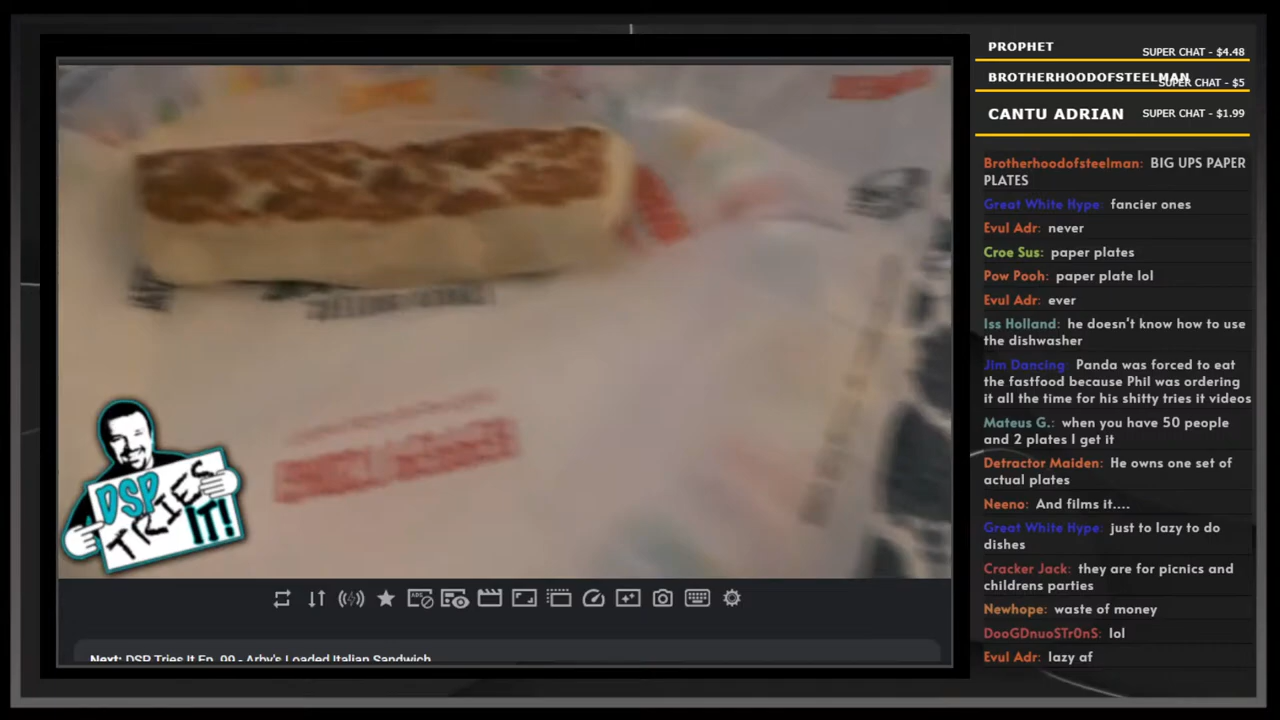 PROPHET
SUPER CHAT - $4.48
BROTHERHOODOFSTEELMAN
SUPER CHAT - $5
CANTU ADRIAN
SUPER CHAT - $1.99
Brotherhoodofsteelman: BIG UPS PAPER
PLATES
Great White Hype: fancier ones
Evul Adr: never
Croe Sus: paper plates
Pow Pooh: paper plate lol
Evul Adr: ever
Iss Holland: he doesn't know how to use
the dishwasher
Jim Dancing: Panda was forced to eat
the fastfood because Phil was ordering
it all the time for his shitty tries it videos
Mateus G.: when you have 50 people
and 2 plates I get it
Detractor Maiden: He owns one set of
actual plates
Neeno: And films it....
Great White Hype: just to lazy to do
dishes
Cracker Jack: they are for picnics and
childrens parties
Newhope: waste of money
DooGDnuoSTr0nS: lol
Evul Adr: lazy af
DSP
TRIES
IT!
Next: DSP Tries It Ep. 99 - Arby's Loaded Italian Sandwich